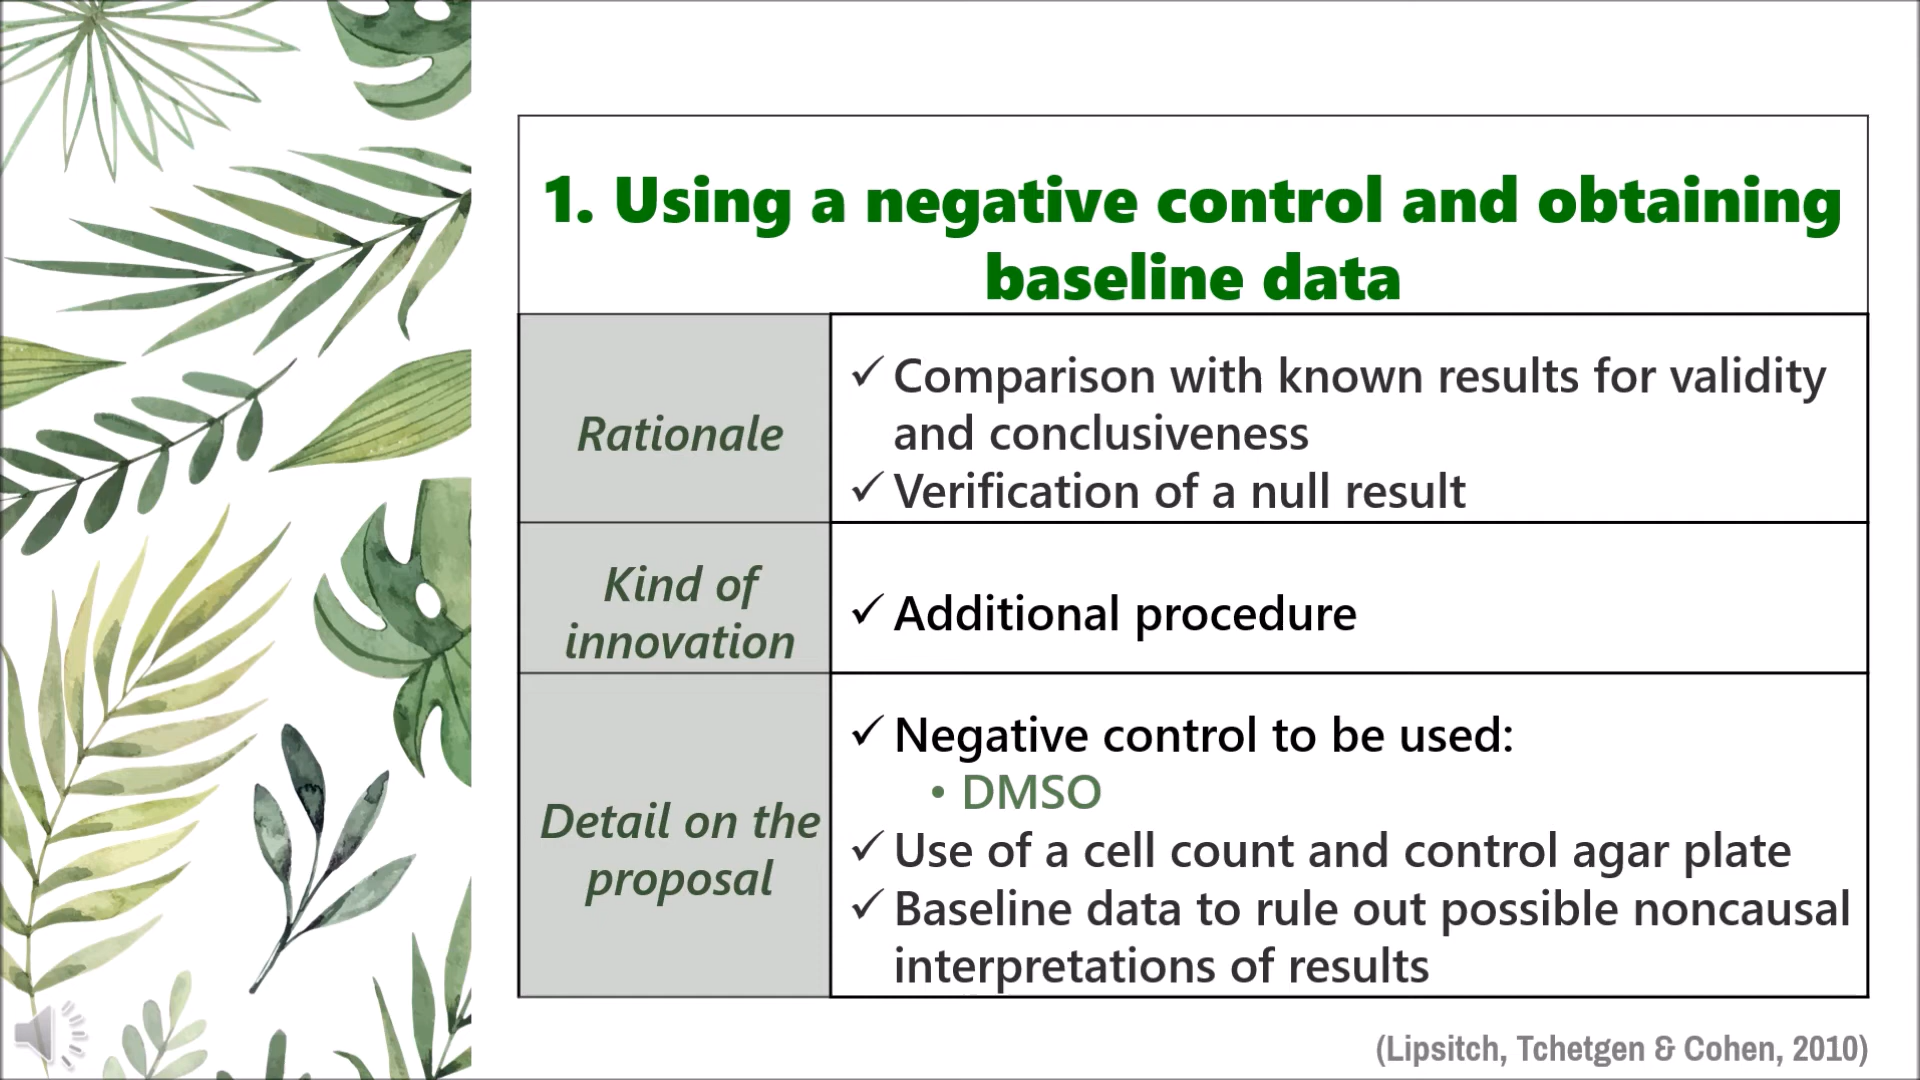 1. Using a negative control and obtaining
baseline data
Rationale
✓ Comparison with known results for validity
and conclusiveness
✓ Verification of a null result
Kind of
innovation
✓ Additional procedure
Detail on the
proposal
✓ Negative control to be used:
• DMSO
✓ Use of a cell count and control agar plate
✓ Baseline data to rule out possible noncausal
interpretations of results
(Lipsitch, Tchetgen & Cohen, 2010)